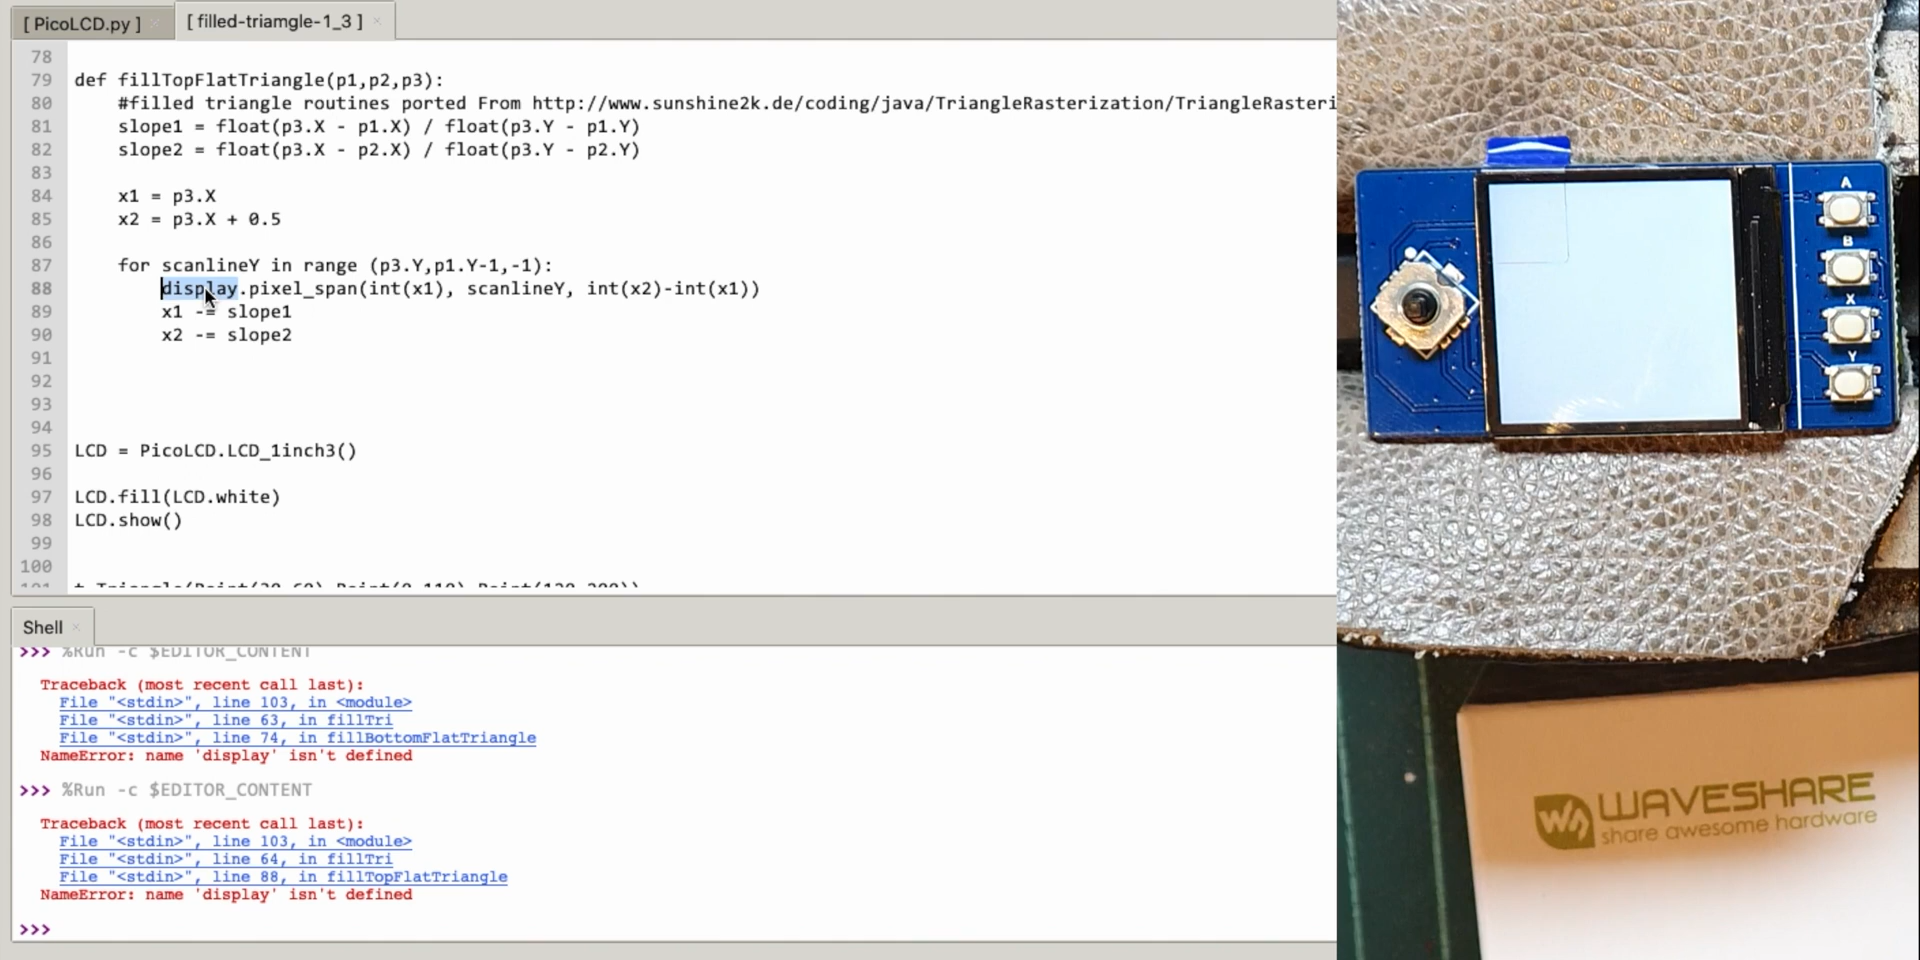 [ PicoLCD.py ] ×
[ filled-triamgle-1_3 ] ×
78
79 def fillTopFlatTriangle(p1,p2,p3):
80 #filled triangle routines ported From http://www.sunshine2k.de/coding/java/TriangleRasterization/TriangleRasteri
81 slope1 = float(p3.X - p1.X) / float(p3.Y - p1.Y)
82 slope2 = float(p3.X - p2.X) / float(p3.Y - p2.Y)
83
84 x1 = p3.X
85 x2 = p3.X + 0.5
86
87 for scanlineY in range (p3.Y,p1.Y-1,-1):
88 display.pixel_span(int(x1), scanlineY, int(x2)-int(x1))
89 x1 -= slope1
90 x2 -= slope2
91
92
93
94
95 LCD = PicoLCD.LCD_1inch3()
96
97 LCD.fill(LCD.white)
98 LCD.show()
99
100
Shell ×
>>> %Run -c $EDITOR_CONTENT
Traceback (most recent call last):
File "<stdin>", line 103, in <module>
File "<stdin>", line 63, in fillTri
File "<stdin>", line 74, in fillBottomFlatTriangle
NameError: name 'display' isn't defined
>>> %Run -c $EDITOR_CONTENT
Traceback (most recent call last):
File "<stdin>", line 103, in <module>
File "<stdin>", line 64, in fillTri
File "<stdin>", line 88, in fillTopFlatTriangle
NameError: name 'display' isn't defined
>>>
A
B
X
Y
WAVESHARE
share awesome hardware